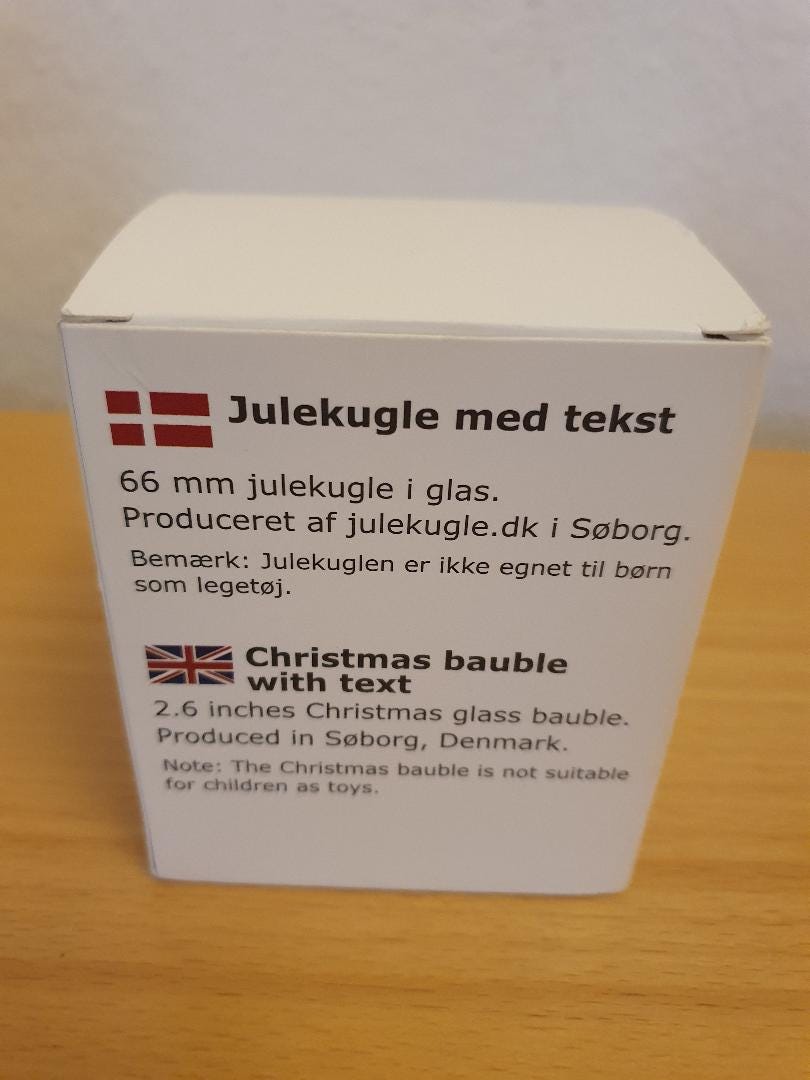 Julekugle med tekst
66 mm julekugle i glas.
Produceret af julekugle.dk i Søborg.
Bemærk: Julekuglen er ikke egnet til børn
som legetøj.
Christmas bauble
with text
2.6 inches Christmas glass bauble.
Produced in Søborg, Denmark.
Note: The Christmas bauble is not suitable
for children as toys.